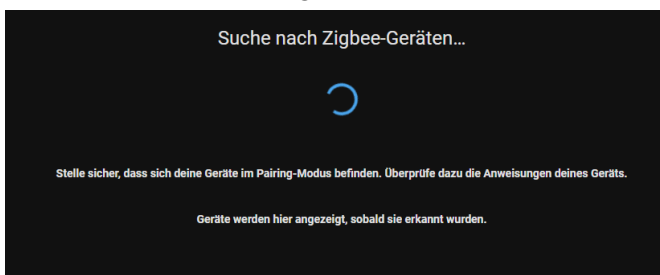 Suche nach Zigbee-Geräten...
Stelle sicher, dass sich deine Geräte im Pairing-Modus befinden. Überprüfe dazu die Anweisungen deines Geräts.
Geräte werden hier angezeigt, sobald sie erkannt wurden.